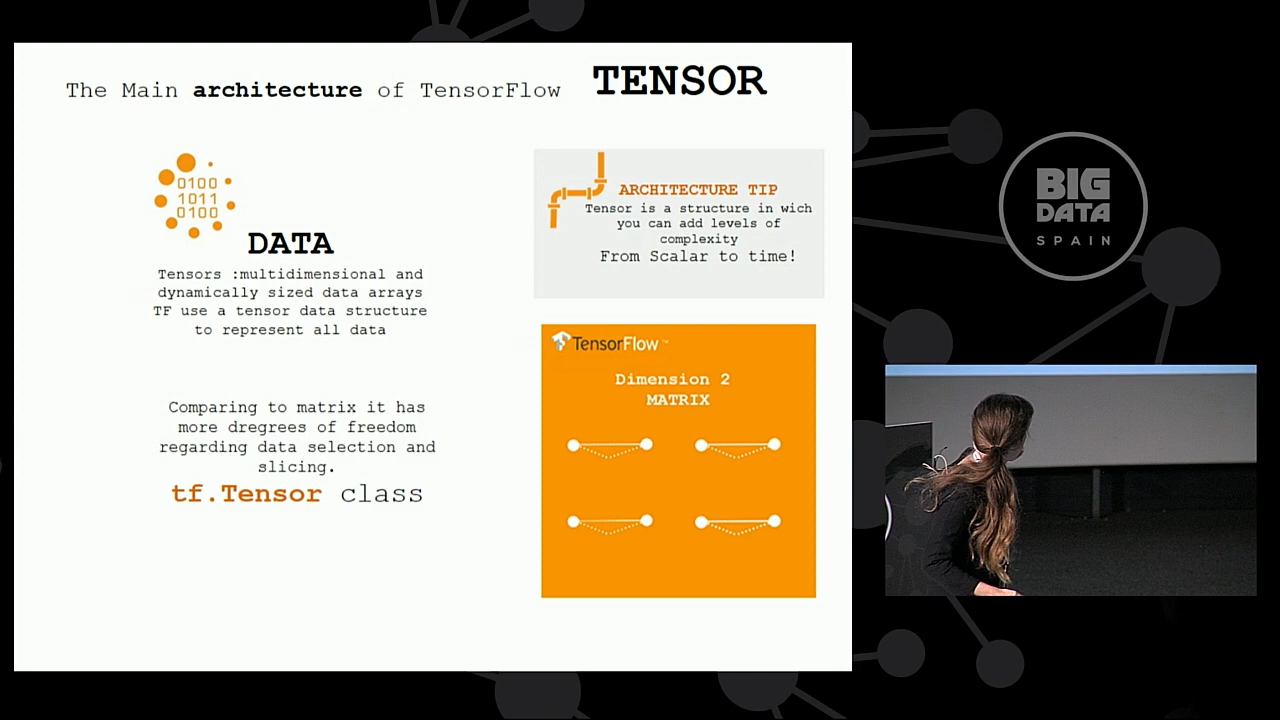 The Main architecture of TensorFlow TENSOR
0100
1011
0100
DATA
Tensors :multidimensional and
dynamically sized data arrays
TF use a tensor data structure
to represent all data
Comparing to matrix it has
more dregrees of freedom
regarding data selection and
slicing.
tf.Tensor class
ARCHITECTURE TIP
Tensor is a structure in wich
you can add levels of
complexity
From Scalar to time!
TensorFlow™
Dimension 2
MATRIX
BIG
DATA
SPAIN